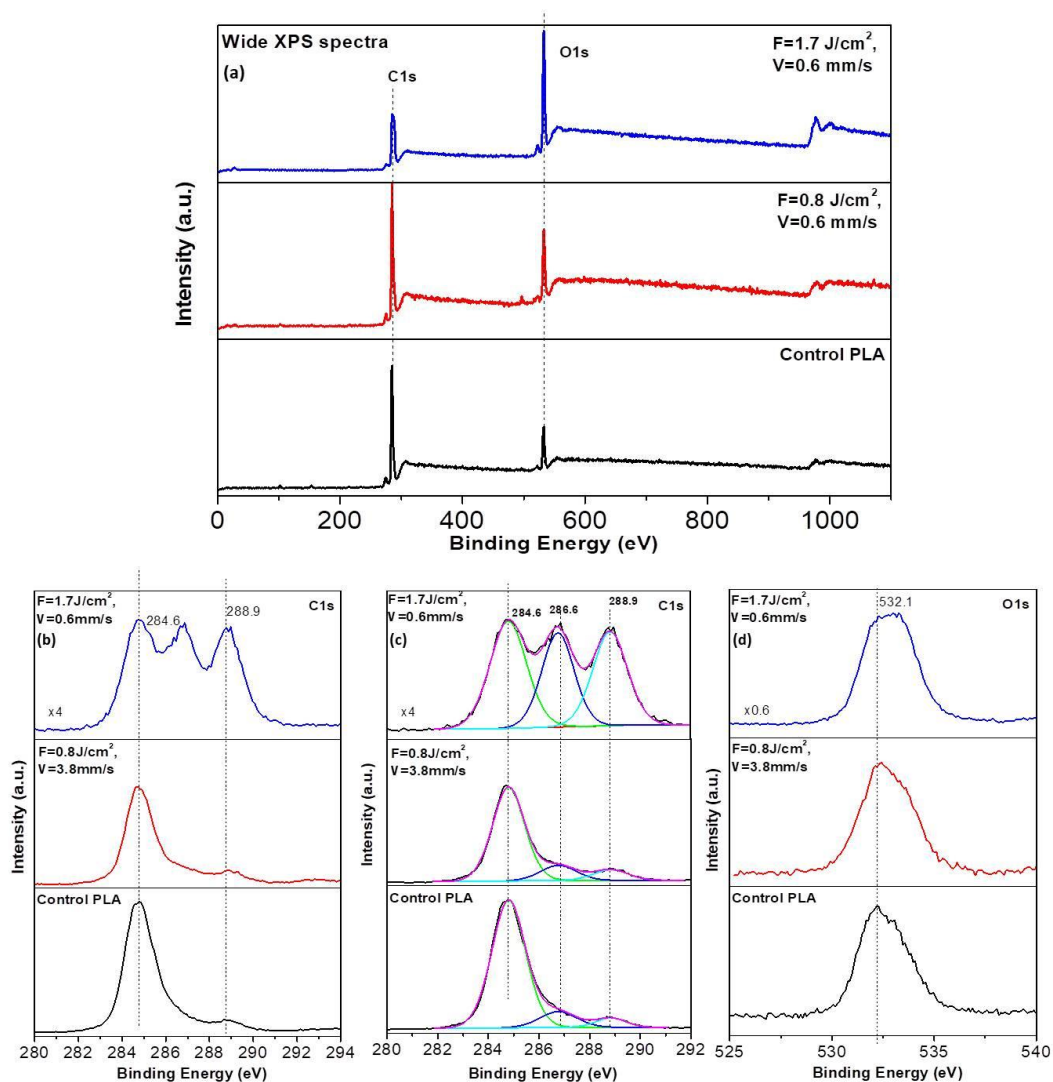 Wide XPS spectra
(a)
C1s
O1s
F=1.7 J/cm²,
V=0.6 mm/s
F=0.8 J/cm²,
V=0.6 mm/s
Control PLA
Intensity (a.u.)
0 200 400 600 800 1000
Binding Energy (eV)
F=1.7J/cm²,
V=0.6mm/s
(b)
284.6
288.9
C1s
x4
F=0.8J/cm²,
V=3.8mm/s
Control PLA
Intensity (a.u.)
280 282 284 286 288 290 292 294
Binding Energy (eV)
F=1.7J/cm²,
V=0.6mm/s
(c)
284.6
286.6
288.9
C1s
x4
F=0.8J/cm²,
V=3.8mm/s
Control PLA
Intensity (a.u.)
280 282 284 286 288 290 292
Binding Energy (eV)
F=1.7J/cm²,
V=0.6mm/s
(d)
532.1
O1s
x0.6
F=0.8J/cm²,
V=3.8mm/s
Control PLA
Intensity (a.u.)
525 530 535 540
Binding Energy (eV)